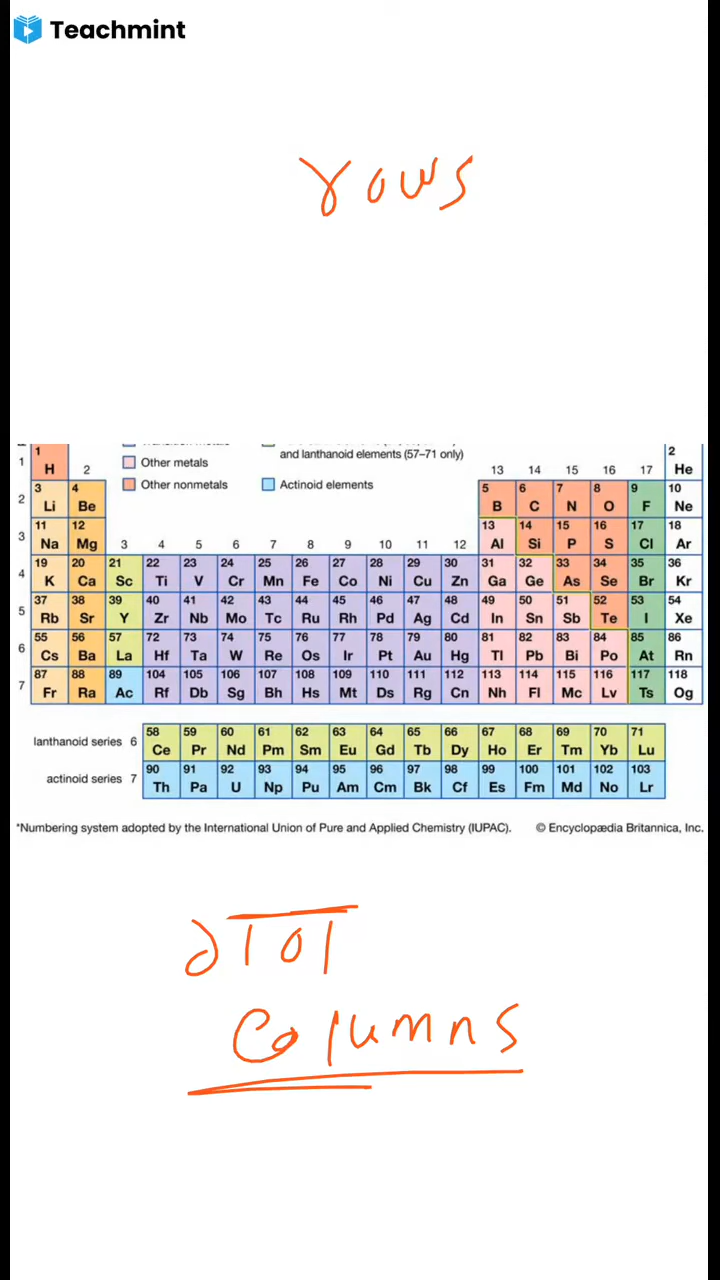 Teachmint
rows
1
H
2
Other metals
and lanthanoid elements (57–71 only)
13 14 15 16 17
2
He
1
Other nonmetals
Actinoid elements
3 4 5 6 7 8 9 10
2 Li Be B C N O F Ne
11 12 13 14 15 16 17 18
3 Na Mg 3 4 5 6 7 8 9 10 11 12 Al Si P S Cl Ar
19 20 21 22 23 24 25 26 27 28 29 30 31 32 33 34 35 36
4 K Ca Sc Ti V Cr Mn Fe Co Ni Cu Zn Ga Ge As Se Br Kr
37 38 39 40 41 42 43 44 45 46 47 48 49 50 51 52 53 54
5 Rb Sr Y Zr Nb Mo Tc Ru Rh Pd Ag Cd In Sn Sb Te I Xe
55 56 57 72 73 74 75 76 77 78 79 80 81 82 83 84 85 86
6 Cs Ba La Hf Ta W Re Os Ir Pt Au Hg Tl Pb Bi Po At Rn
87 88 89 104 105 106 107 108 109 110 111 112 113 114 115 116 117 118
7 Fr Ra Ac Rf Db Sg Bh Hs Mt Ds Rg Cn Nh Fl Mc Lv Ts Og
58 59 60 61 62 63 64 65 66 67 68 69 70 71
lanthanoid series 6 Ce Pr Nd Pm Sm Eu Gd Tb Dy Ho Er Tm Yb Lu
90 91 92 93 94 95 96 97 98 99 100 101 102 103
actinoid series 7 Th Pa U Np Pu Am Cm Bk Cf Es Fm Md No Lr
*Numbering system adopted by the International Union of Pure and Applied Chemistry (IUPAC). © Encyclopædia Britannica, Inc.
Columns